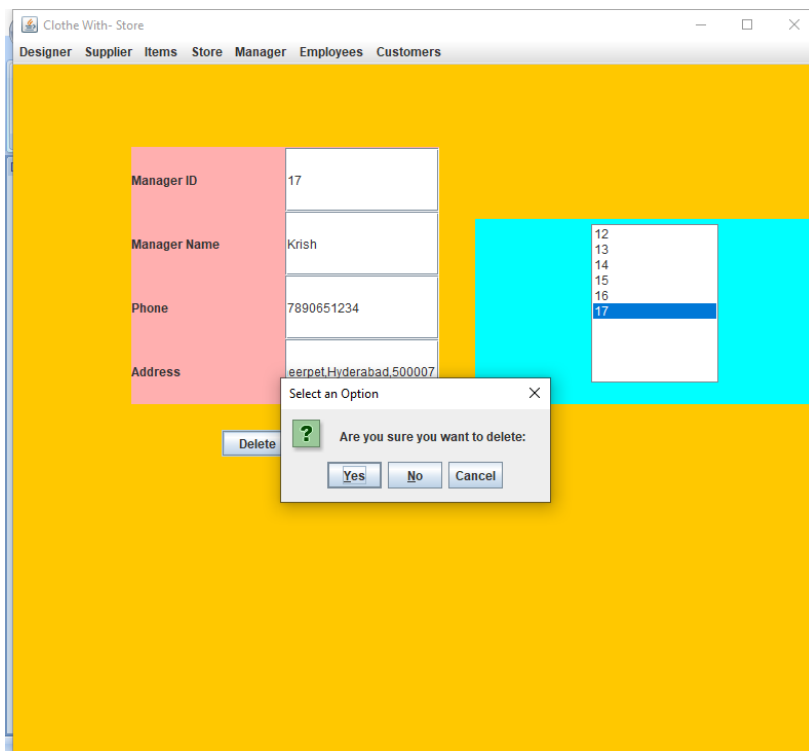 Clothe With- Store
Designer Supplier Items Store Manager Employees Customers
Manager ID 17
Manager Name Krish
Phone 7890651234
Address eerpet,Hyderabad,500007
12
13
14
15
16
17
Delete
Select an Option
Are you sure you want to delete:
Yes No Cancel